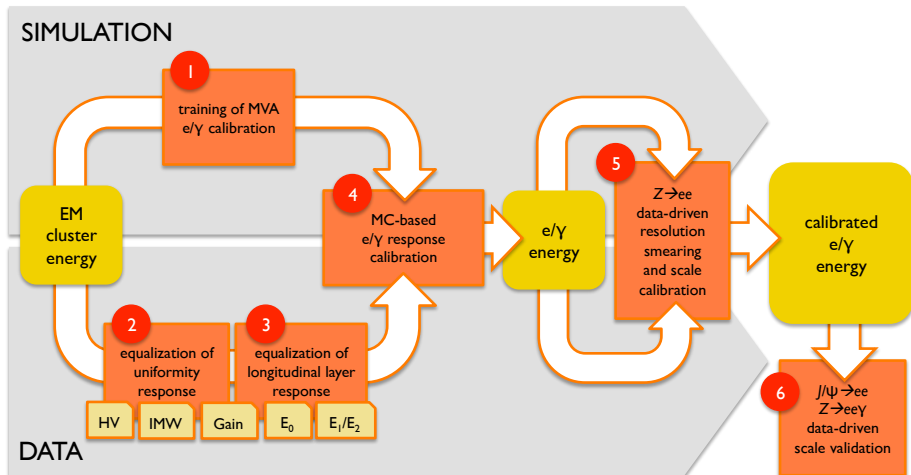 SIMULATION
1
training of MVA
e/γ calibration
EM
cluster
energy
4
MC-based
e/γ response
calibration
e/γ
energy
5
Z→ee
data-driven
resolution
smearing
and scale
calibration
calibrated
e/γ
energy
2
equalization of
uniformity
response
3
equalization of
longitudinal layer
response
HV
IMW
Gain
E₀
E₁/E₂
6
J/ψ→ee
Z→eeγ
data-driven
scale validation
DATA